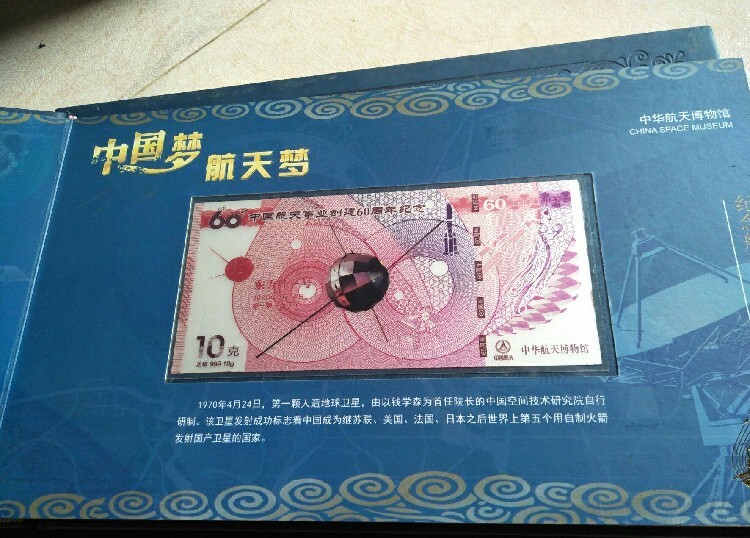 中华航天博物馆
CHINA SPACE MUSEUM
中国梦
航天梦
60 中国航天事业创建60周年纪念
60
10克
足银 999 10g
中华航天博物馆
1970年4月24日，第一颗人造地球卫星，由以钱学森为首任院长的中国空间技术研究院自行
研制。该卫星发射成功标志着中国成为继苏联、美国、法国、日本之后世界上第五个用自制火箭
发射国产卫星的国家。